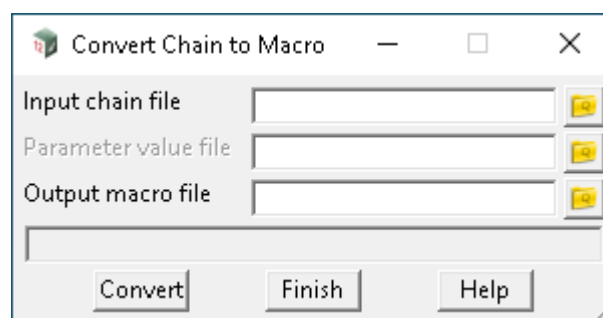 Convert Chain to Macro
Input chain file
Parameter value file
Output macro file
Convert Finish Help